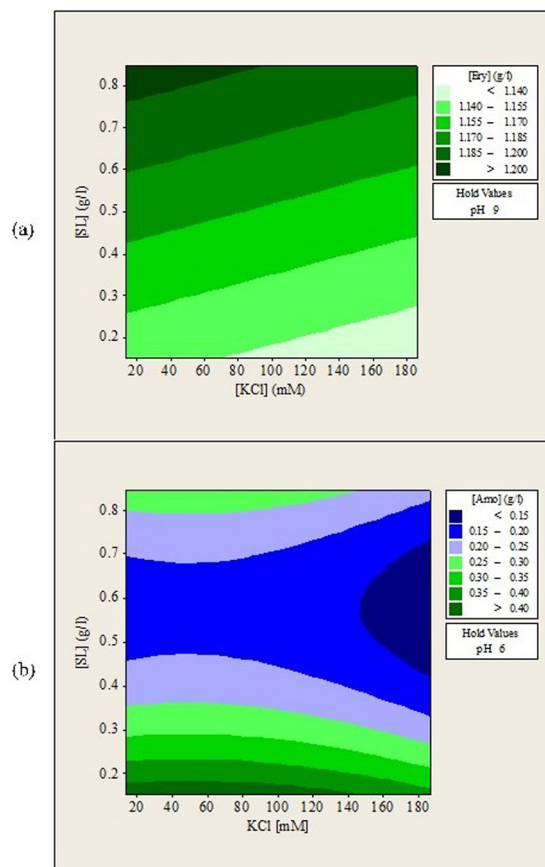 (a)
[SL] (g/l)
0.8
0.7
0.6
0.5
0.4
0.3
0.2
20 40 60 80 100 120 140 160 180
[KCl] (mM)
[Ery] (g/l)
< 1.140
1.140 – 1.155
1.155 – 1.170
1.170 – 1.185
1.185 – 1.200
> 1.200
Hold Values
pH 9
(b)
[SL] (g/l)
0.8
0.7
0.6
0.5
0.4
0.3
0.2
20 40 60 80 100 120 140 160 180
KCl [mM]
[Amo] (g/l)
< 0.15
0.15 – 0.20
0.20 – 0.25
0.25 – 0.30
0.30 – 0.35
0.35 – 0.40
> 0.40
Hold Values
pH 6